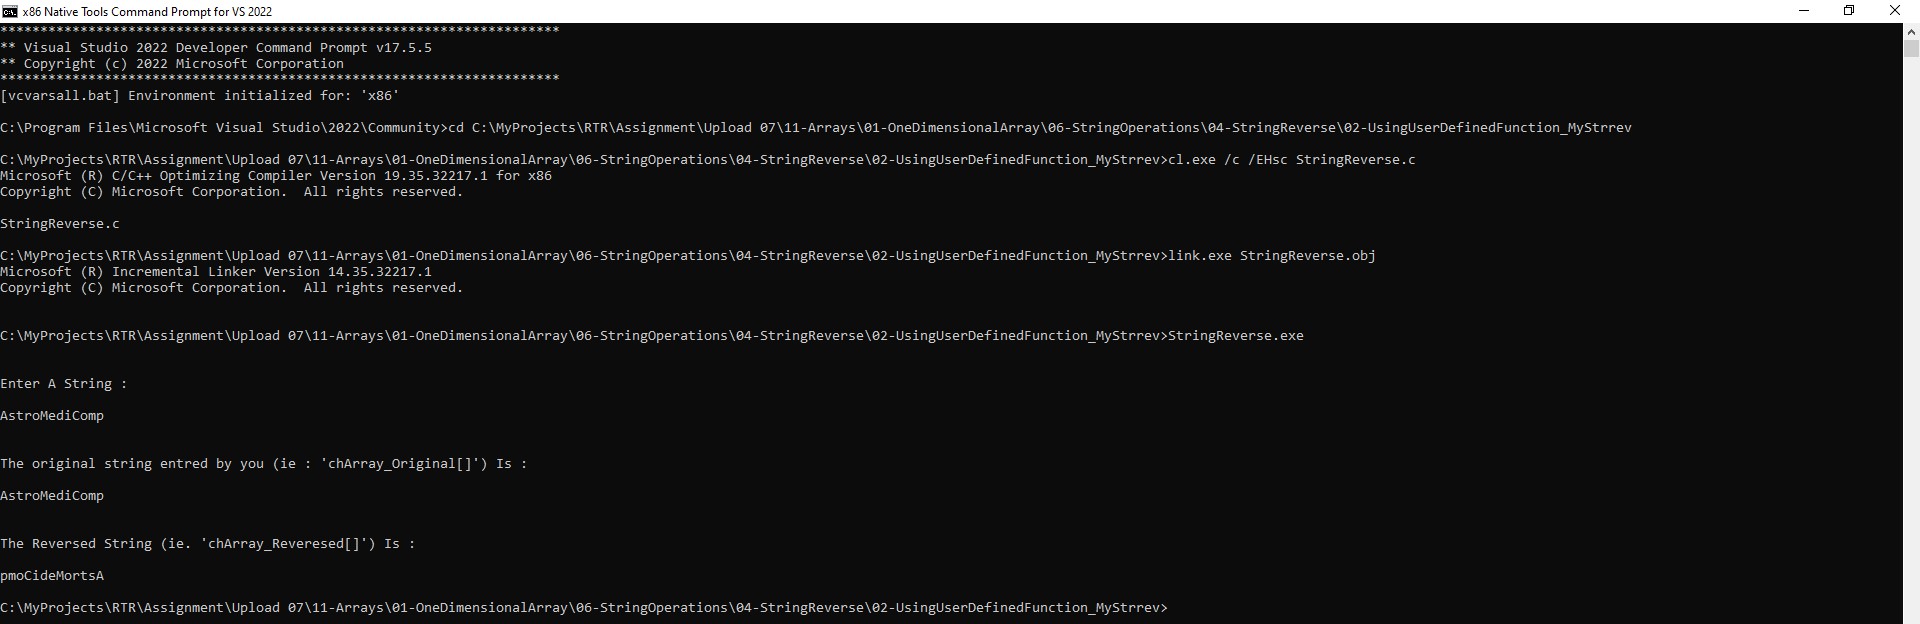 x86 Native Tools Command Prompt for VS 2022
**********************************************************************
** Visual Studio 2022 Developer Command Prompt v17.5.5
** Copyright (c) 2022 Microsoft Corporation
**********************************************************************
[vcvarsall.bat] Environment initialized for: 'x86'
C:\Program Files\Microsoft Visual Studio\2022\Community>cd C:\MyProjects\RTR\Assignment\Upload 07\11-Arrays\01-OneDimensionalArray\06-StringOperations\04-StringReverse\02-UsingUserDefinedFunction_MyStrrev
C:\MyProjects\RTR\Assignment\Upload 07\11-Arrays\01-OneDimensionalArray\06-StringOperations\04-StringReverse\02-UsingUserDefinedFunction_MyStrrev>cl.exe /c /EHsc StringReverse.c
Microsoft (R) C/C++ Optimizing Compiler Version 19.35.32217.1 for x86
Copyright (C) Microsoft Corporation.  All rights reserved.
StringReverse.c
C:\MyProjects\RTR\Assignment\Upload 07\11-Arrays\01-OneDimensionalArray\06-StringOperations\04-StringReverse\02-UsingUserDefinedFunction_MyStrrev>link.exe StringReverse.obj
Microsoft (R) Incremental Linker Version 14.35.32217.1
Copyright (C) Microsoft Corporation.  All rights reserved.
C:\MyProjects\RTR\Assignment\Upload 07\11-Arrays\01-OneDimensionalArray\06-StringOperations\04-StringReverse\02-UsingUserDefinedFunction_MyStrrev>StringReverse.exe
Enter A String :
AstroMediComp
The original string entred by you (ie : 'chArray_Original[]') Is :
AstroMediComp
The Reversed String (ie. 'chArray_Reveresed[]') Is :
pmoCideMortsA
C:\MyProjects\RTR\Assignment\Upload 07\11-Arrays\01-OneDimensionalArray\06-StringOperations\04-StringReverse\02-UsingUserDefinedFunction_MyStrrev>